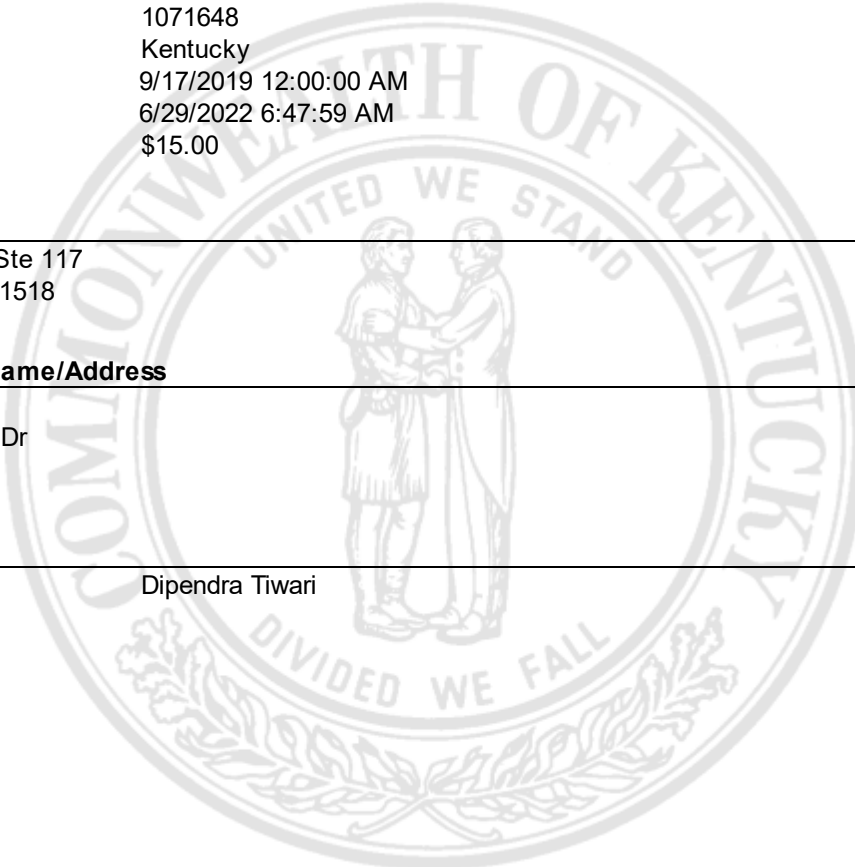 1071648
Kentucky
9/17/2019 12:00:00 AM
6/29/2022 6:47:59 AM
$15.00
COMMONWEALTH OF KENTUCKY
UNITED WE STAND
Ste 117
1518
ame/Address
Dr
Dipendra Tiwari
DIVIDED WE FALL